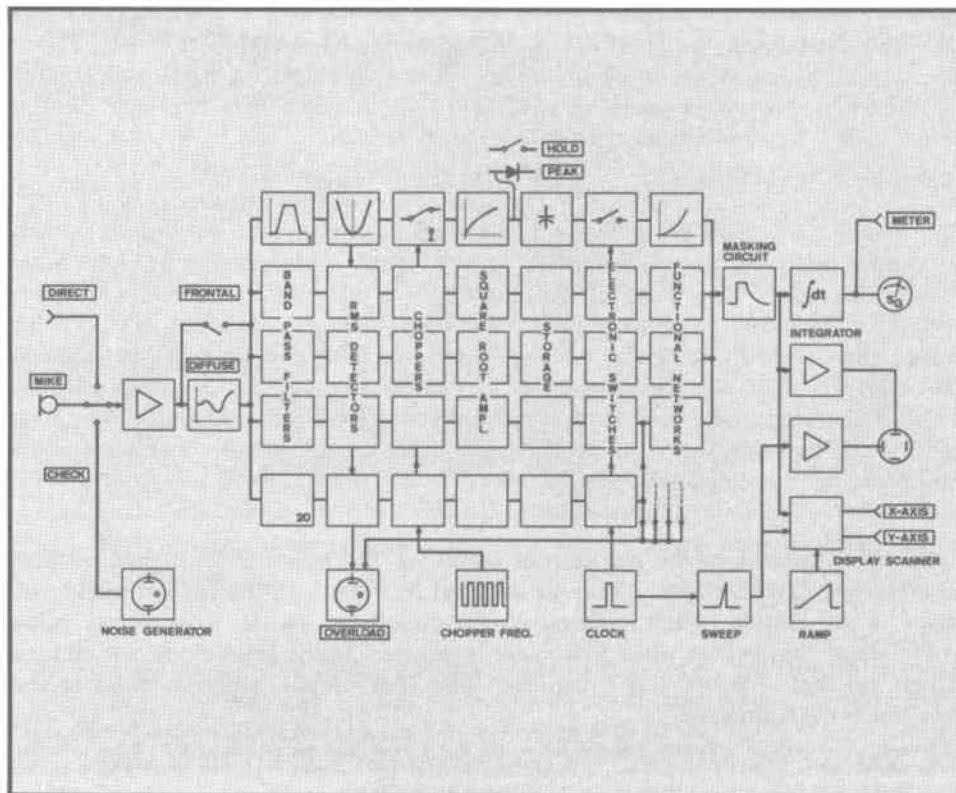 HOLD
PEAK
METER
MASKING
CIRCUIT
DIRECT
FRONTAL
DIFFUSE
MIKE
CHECK
1
BAND PASS FILTERS
RMS DETECTORS
CHOPPERS
SQUARE ROOT AMPL.
STORAGE
ELECTRONIC SWITCHES
FUNCTIONAL NETWORKS
∫dt
INTEGRATOR
20
X-AXIS
Y-AXIS
DISPLAY SCANNER
NOISE GENERATOR
OVERLOAD
CHOPPER FREQ.
CLOCK
SWEEP
RAMP